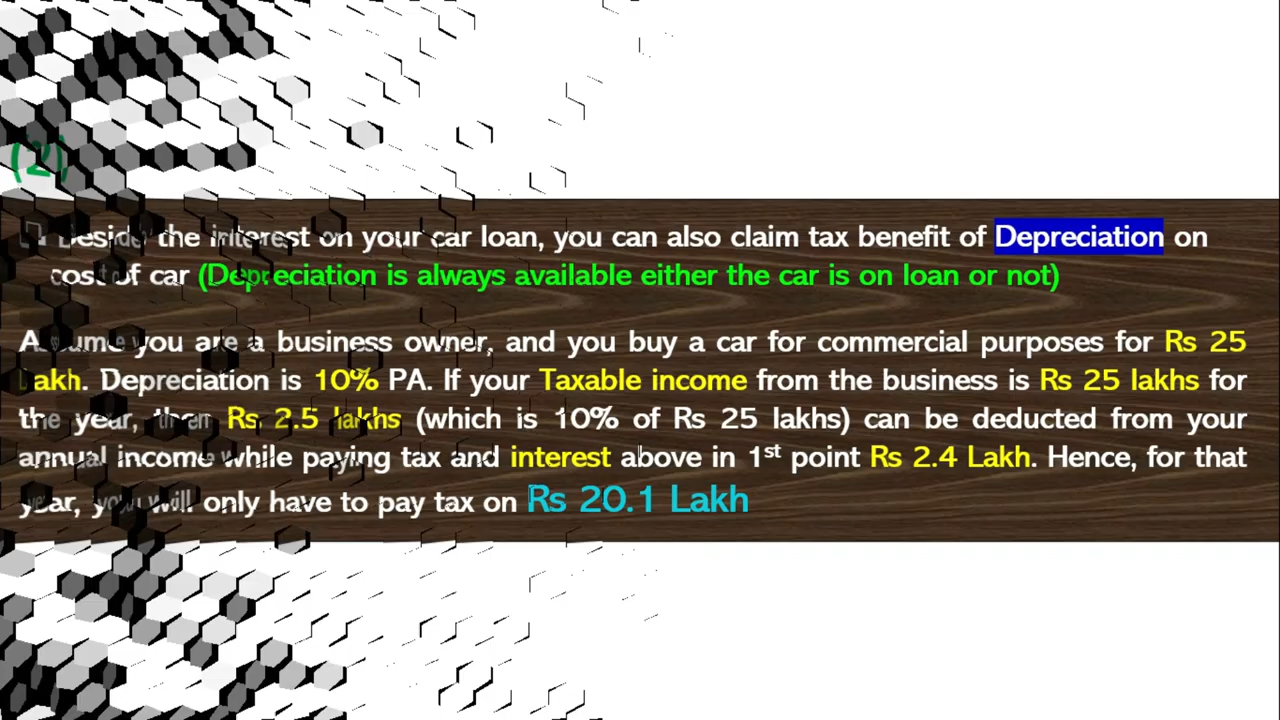 (2)
❑ Beside the interest on your car loan, you can also claim tax benefit of Depreciation on
cost of car (Depreciation is always available either the car is on loan or not)
Assume you are a business owner, and you buy a car for commercial purposes for Rs 25
Lakh. Depreciation is 10% PA. If your Taxable income from the business is Rs 25 lakhs for
the year, then Rs 2.5 lakhs (which is 10% of Rs 25 lakhs) can be deducted from your
annual income while paying tax and interest above in 1st point Rs 2.4 Lakh. Hence, for that
year, you will only have to pay tax on Rs 20.1 Lakh